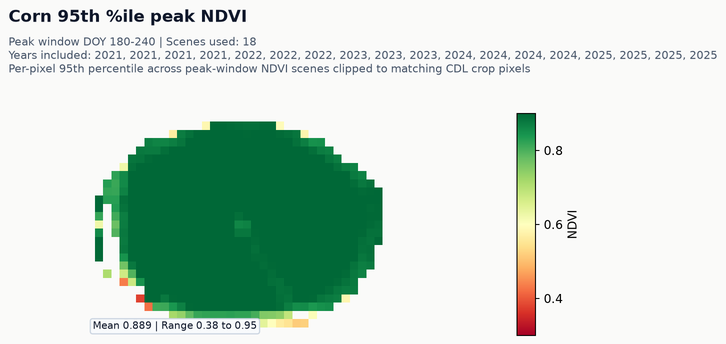 Corn 95th %ile peak NDVI
Peak window DOY 180-240 | Scenes used: 18
Years included: 2021, 2021, 2021, 2021, 2022, 2022, 2022, 2023, 2023, 2023, 2024, 2024, 2024, 2024, 2025, 2025, 2025, 2025
Per-pixel 95th percentile across peak-window NDVI scenes clipped to matching CDL crop pixels
0.8
0.6
0.4
NDVI
Mean 0.889 | Range 0.38 to 0.95